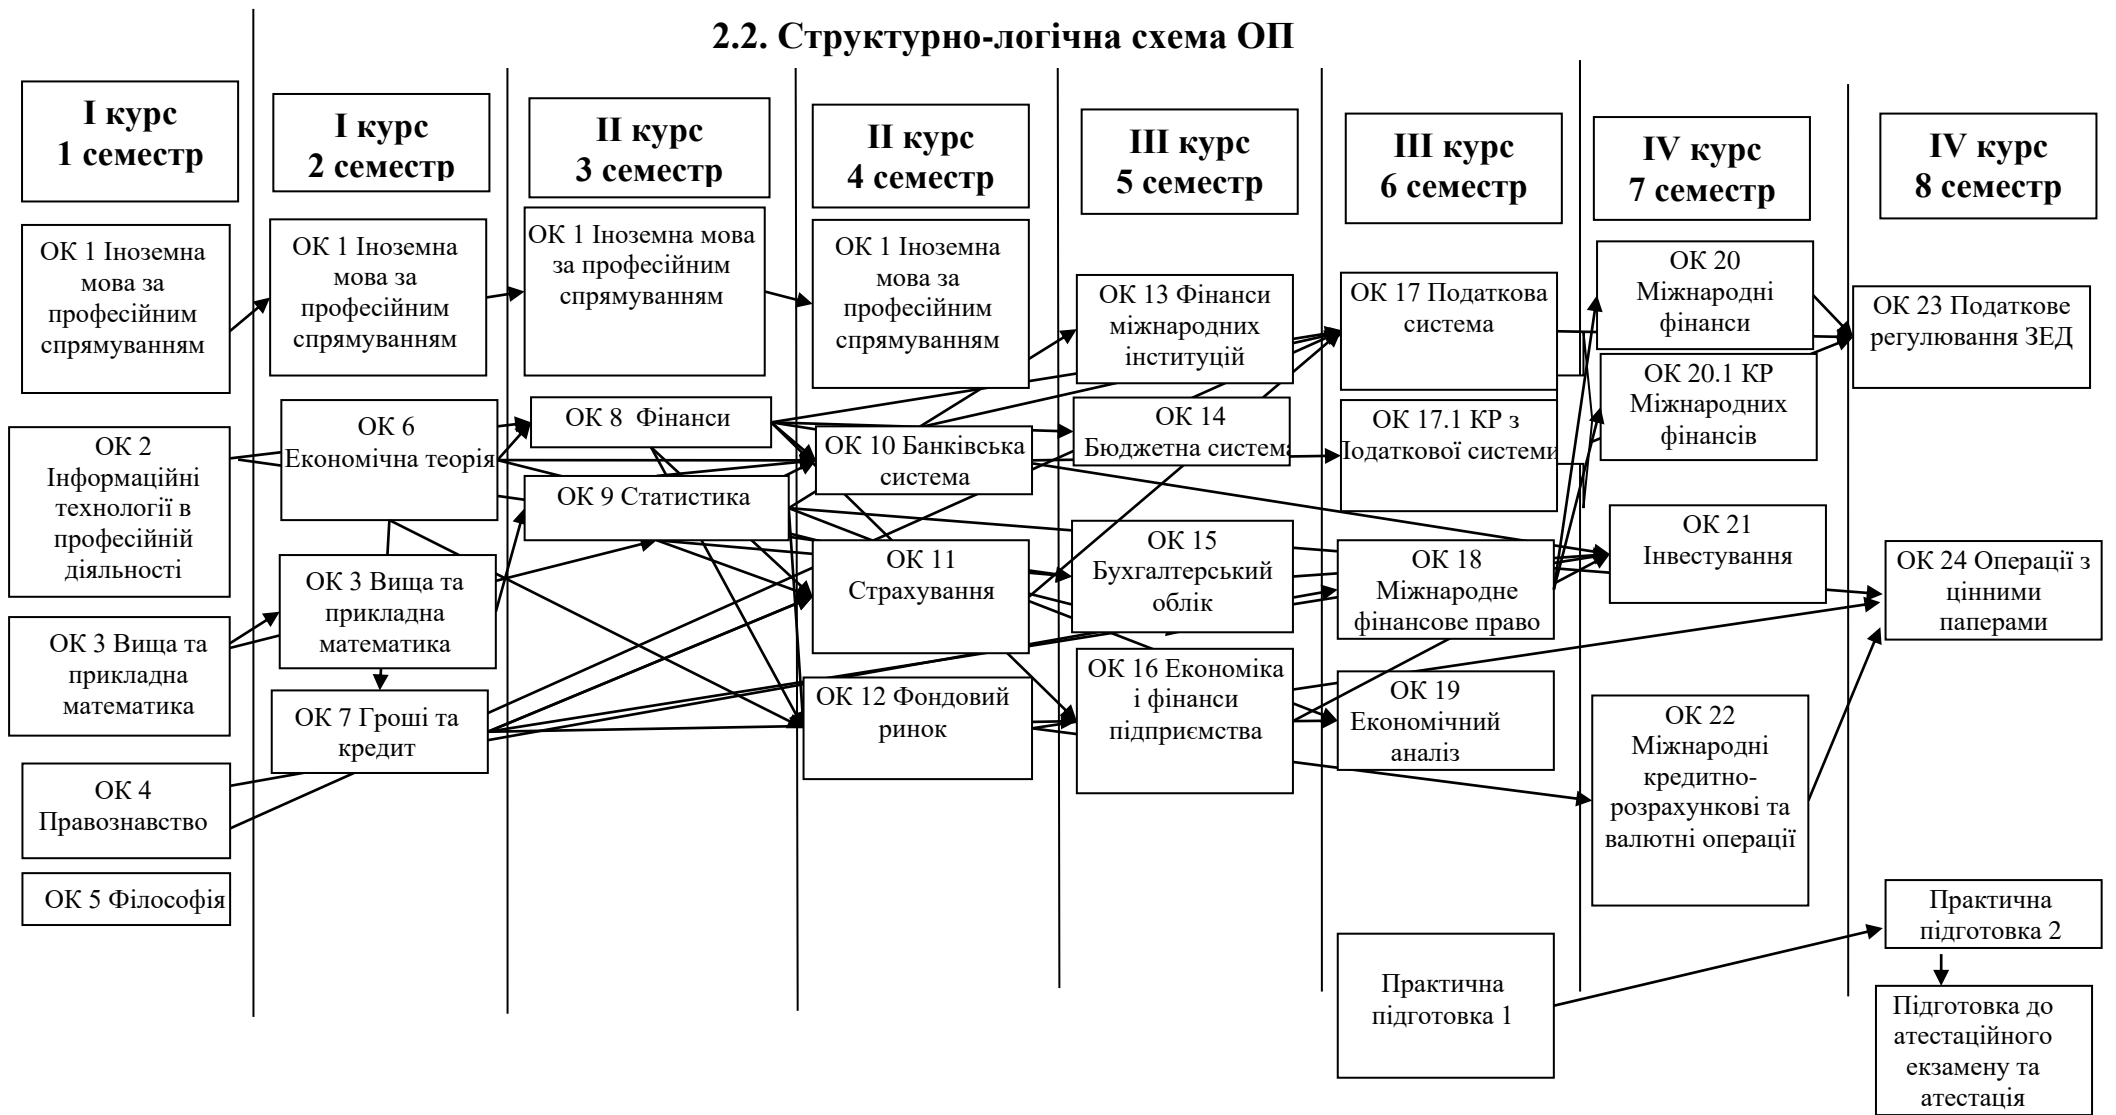 2.2. Структурно-логічна схема ОП
І курс
1 семестр
ОК 1 Іноземна
мова за
професійним
спрямуванням
ОК 2
Інформаційні
технології в
професійній
діяльності
ОК 3 Вища та
прикладна
математика
ОК 4
Правознавство
ОК 5 Філософія
І курс
2 семестр
ОК 1 Іноземна
мова за
професійним
спрямуванням
ОК 6
Економічна теорія
ОК 3 Вища та
прикладна
математика
ОК 7 Гроші та
кредит
ІІ курс
3 семестр
ОК 1 Іноземна мова
за професійним
спрямуванням
ОК 8 Фінанси
ОК 9 Статистика
ІІ курс
4 семестр
ОК 1 Іноземна
мова за
професійним
спрямуванням
ОК 10 Банківська
система
ОК 11
Страхування
ОК 12 Фондовий
ринок
ІІІ курс
5 семестр
ОК 13 Фінанси
міжнародних
інституцій
ОК 14
Бюджетна система
ОК 15
Бухгалтерський
облік
ОК 16 Економіка
і фінанси
підприємства
ІІІ курс
6 семестр
ОК 17 Податкова
система
ОК 17.1 КР з
Податкової системи
ОК 18
Міжнародне
фінансове право
ОК 19
Економічний
аналіз
Практична
підготовка 1
IV курс
7 семестр
ОК 20
Міжнародні
фінанси
ОК 20.1 КР
Міжнародних
фінансів
ОК 21
Інвестування
ОК 22
Міжнародні
кредитно-
розрахункові та
валютні операції
IV курс
8 семестр
ОК 23 Податкове
регулювання ЗЕД
ОК 24 Операції з
цінними
паперами
Практична
підготовка 2
Підготовка до
атестаційного
екзамену та
атестація